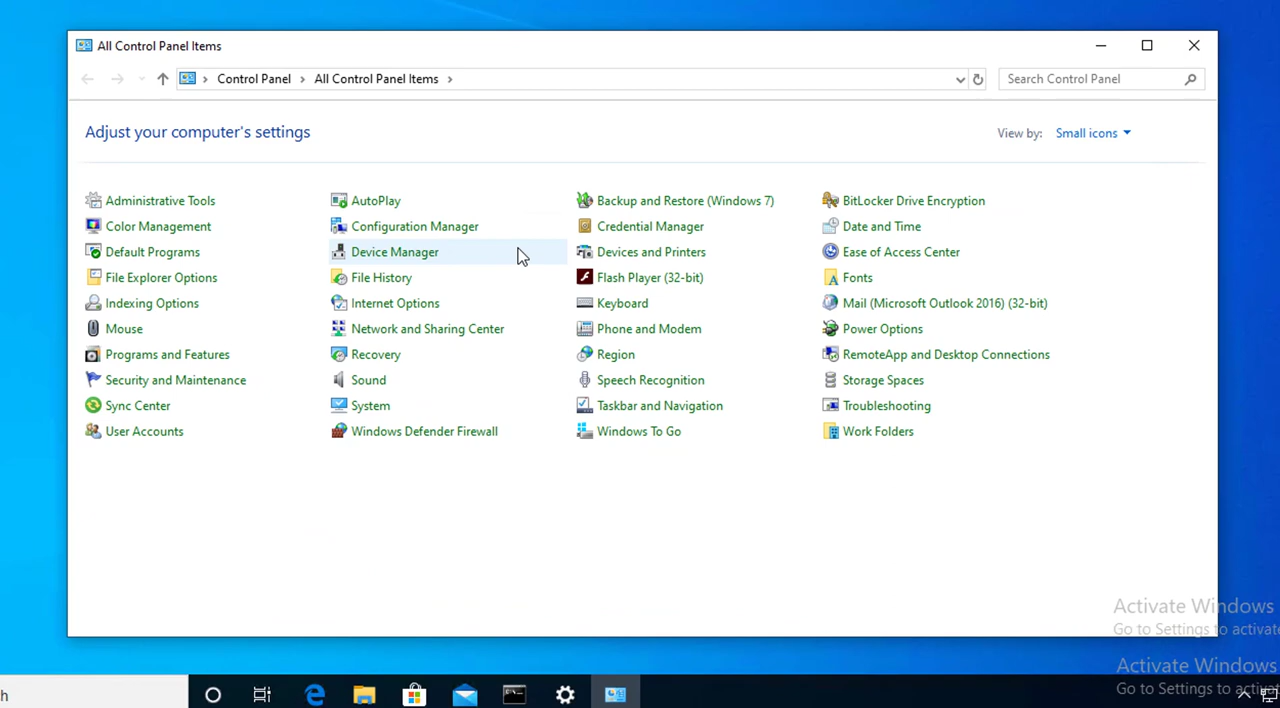 All Control Panel Items
Control Panel All Control Panel Items Search Control Panel
Adjust your computer's settings View by: Small icons
Administrative Tools AutoPlay Backup and Restore (Windows 7) BitLocker Drive Encryption
Color Management Configuration Manager Credential Manager Date and Time
Default Programs Device Manager Devices and Printers Ease of Access Center
File Explorer Options File History Flash Player (32-bit) Fonts
Indexing Options Internet Options Keyboard Mail (Microsoft Outlook 2016) (32-bit)
Mouse Network and Sharing Center Phone and Modem Power Options
Programs and Features Recovery Region RemoteApp and Desktop Connections
Security and Maintenance Sound Speech Recognition Storage Spaces
Sync Center System Taskbar and Navigation Troubleshooting
User Accounts Windows Defender Firewall Windows To Go Work Folders
Activate Windows
Go to Settings to activate
Activate Windows
Go to Settings to activat
h